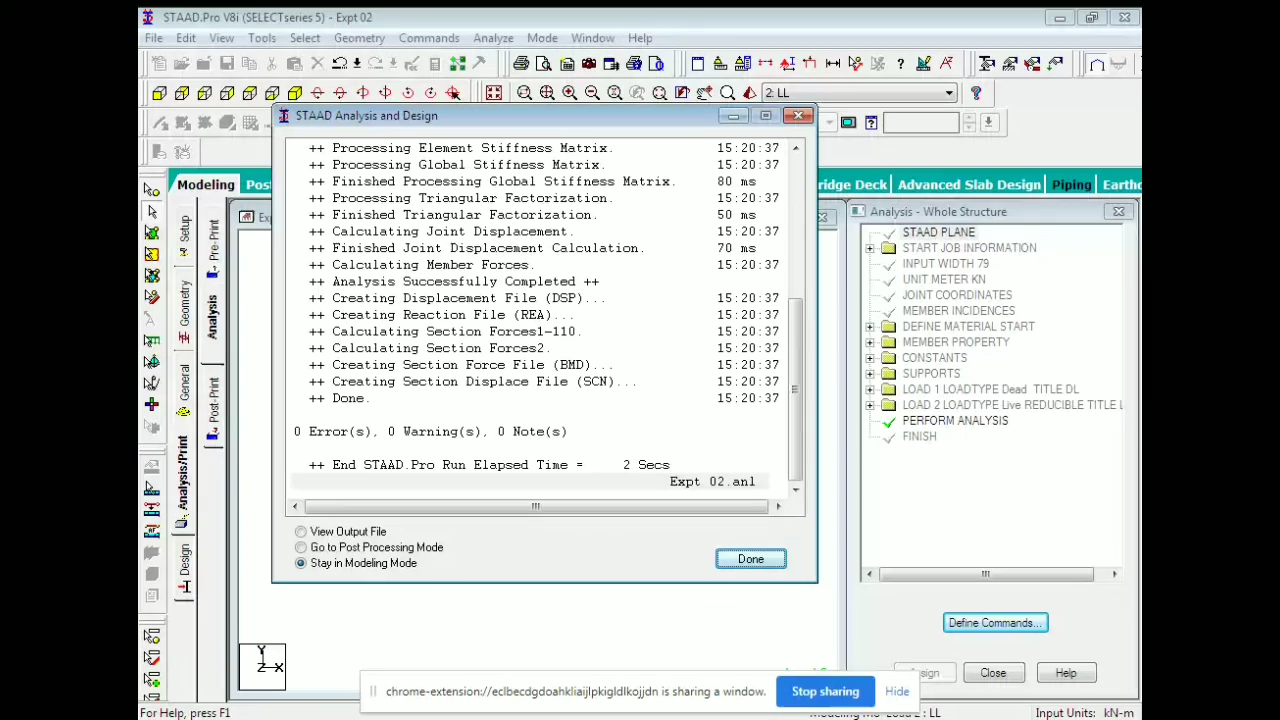 STAAD.Pro V8i (SELECTseries 5) - Expt 02
File Edit View Tools Select Geometry Commands Analyze Mode Window Help
2: LL
STAAD Analysis and Design
Modeling
Post
ridge Deck
Advanced Slab Design
Piping
Earth
Ex
Setup
Geometry
General
Analysis/Print
Design
Pre-Print
Analysis
Post-Print
++ Processing Element Stiffness Matrix. 15:20:37
++ Processing Global Stiffness Matrix. 15:20:37
++ Finished Processing Global Stiffness Matrix. 80 ms
++ Processing Triangular Factorization. 15:20:37
++ Finished Triangular Factorization. 50 ms
++ Calculating Joint Displacement. 15:20:37
++ Finished Joint Displacement Calculation. 70 ms
++ Calculating Member Forces. 15:20:37
++ Analysis Successfully Completed ++
++ Creating Displacement File (DSP)... 15:20:37
++ Creating Reaction File (REA)... 15:20:37
++ Calculating Section Forces1-110. 15:20:37
++ Calculating Section Forces2. 15:20:37
++ Creating Section Force File (BMD)... 15:20:37
++ Creating Section Displace File (SCN)... 15:20:37
++ Done. 15:20:37
0 Error(s), 0 Warning(s), 0 Note(s)
++ End STAAD.Pro Run Elapsed Time = 2 Secs
Expt 02.anl
View Output File
Go to Post Processing Mode
Stay in Modeling Mode
Done
Analysis - Whole Structure
STAAD PLANE
START JOB INFORMATION
INPUT WIDTH 79
UNIT METER KN
JOINT COORDINATES
MEMBER INCIDENCES
DEFINE MATERIAL START
MEMBER PROPERTY
CONSTANTS
SUPPORTS
LOAD 1 LOADTYPE Dead TITLE DL
LOAD 2 LOADTYPE Live REDUCIBLE TITLE L
PERFORM ANALYSIS
FINISH
Define Commands...
Close
Help
Y
Z X
chrome-extension://eclbecdgdoahkliaijlpkigldlkojjdn is sharing a window.
Stop sharing
Hide
For Help, press F1
Input Units: kN-m